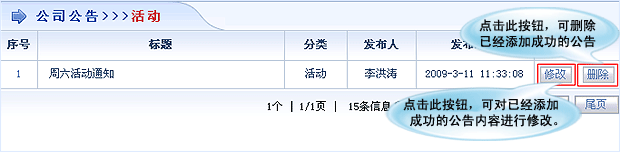 公司公告>>>活动
点击此按钮，可删除
已经添加成功的公告
序号 标题 分类 发布人 发布
1 周六活动通知 活动 李洪涛 2009-3-11 11:33:08 修改 删除
1个 | 1/1页 | 15条信息 尾页
点击此按钮，可对已经添加
成功的公告内容进行修改。